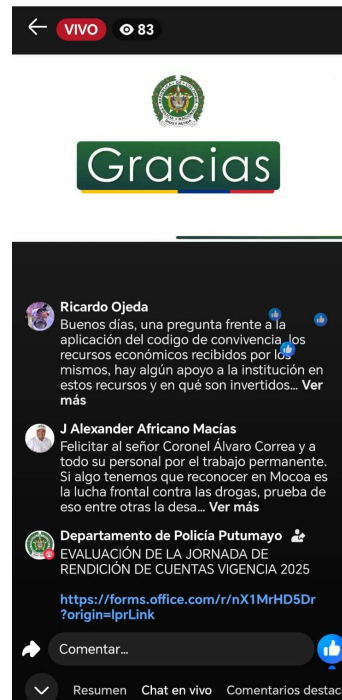 VIVO 83
Gracias
Ricardo Ojeda
Buenos días, una pregunta frente a la
aplicación del codigo de convivencia, los
recursos económicos recibidos por los
mismos, hay algún apoyo a la institución en
estos recursos y en qué son invertidos... Ver
más
J Alexander Africano Macías
Felicitar al señor Coronel Álvaro Correa y a
todo su personal por el trabajo permanente.
Si algo tenemos que reconocer en Mocoa es
la lucha frontal contra las drogas, prueba de
eso entre otras la desa... Ver más
Departamento de Policía Putumayo
EVALUACIÓN DE LA JORNADA DE
RENDICIÓN DE CUENTAS VIGENCIA 2025
https://forms.office.com/r/nX1MrHD5Dr
?origin=lprLink
Comentar...
Resumen Chat en vivo Comentarios destac